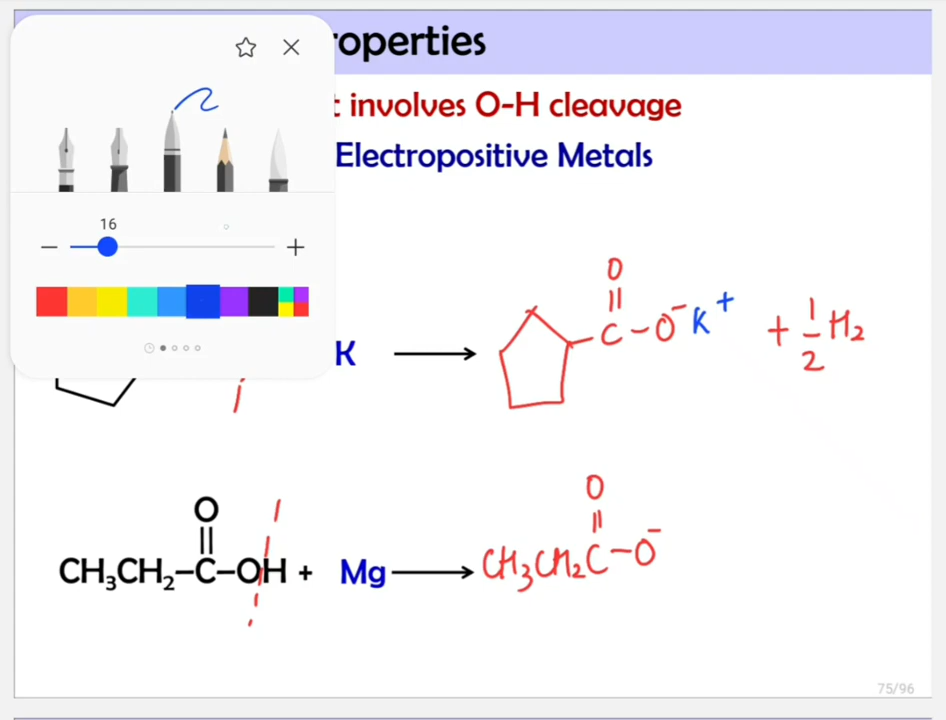 roperties
t involves O-H cleavage
Electropositive Metals
16
O
||
K ⟶ C-O⁻ K⁺ + 1/2 H₂
O
||
CH₃CH₂-C-OH + Mg ⟶ CH₃CH₂C-O⁻
O
||
75/96